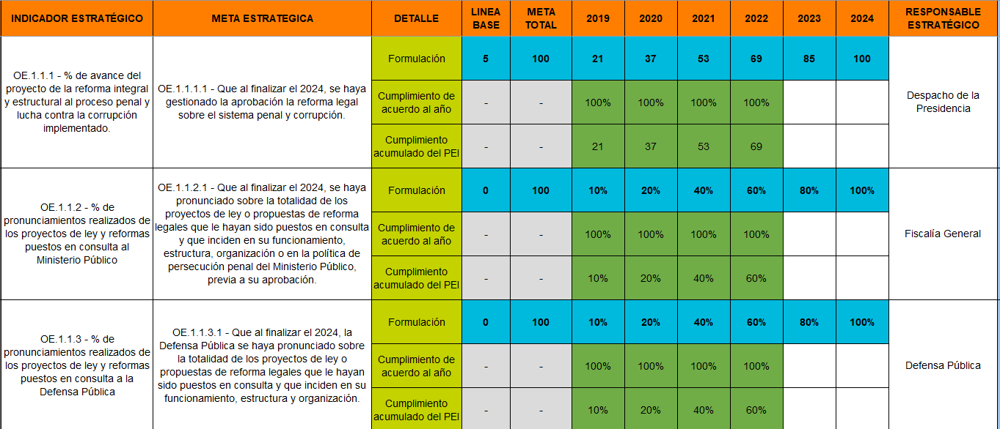 INDICADOR ESTRATÉGICO
META ESTRATEGICA
DETALLE
LINEA
BASE
META
TOTAL
2019
2020
2021
2022
2023
2024
RESPONSABLE
ESTRATÉGICO
OE.1.1.1 - % de avance del
proyecto de la reforma integral
y estructural al proceso penal y
lucha contra la corrupción
implementado.
OE.1.1.1.1 - Que al finalizar el 2024, se haya
gestionado la aprobación la reforma legal
sobre el sistema penal y corrupción.
Formulación
5
100
21
37
53
69
85
100
Cumplimiento de
acuerdo al año
-
-
100%
100%
100%
100%
Cumplimiento
acumulado del PEI
-
-
21
37
53
69
Despacho de la
Presidencia
OE.1.1.2 - % de
pronunciamientos realizados de
los proyectos de ley y reformas
puestos en consulta al
Ministerio Público
OE.1.1.2.1 - Que al finalizar el 2024, se haya
pronunciado sobre la totalidad de los
proyectos de ley o propuestas de reforma
legales que le hayan sido puestos en consulta
y que inciden en su funcionamiento,
estructura, organización o en la política de
persecución penal del Ministerio Público,
previa a su aprobación.
Formulación
0
100
10%
20%
40%
60%
80%
100%
Cumplimiento de
acuerdo al año
-
-
100%
100%
100%
100%
Cumplimiento
acumulado del PEI
-
-
10%
20%
40%
60%
Fiscalía General
OE.1.1.3 - % de
pronunciamientos realizados de
los proyectos de ley y reformas
puestos en consulta a la
Defensa Pública
OE.1.1.3.1 - Que al finalizar el 2024, la
Defensa Pública se haya pronunciado sobre
la totalidad de los proyectos de ley o
propuestas de reforma legales que le hayan
sido puestos en consulta y que inciden en su
funcionamiento, estructura y organización.
Formulación
0
100
10%
20%
40%
60%
80%
100%
Cumplimiento de
acuerdo al año
-
-
100%
100%
100%
100%
Cumplimiento
acumulado del PEI
-
-
10%
20%
40%
60%
Defensa Pública